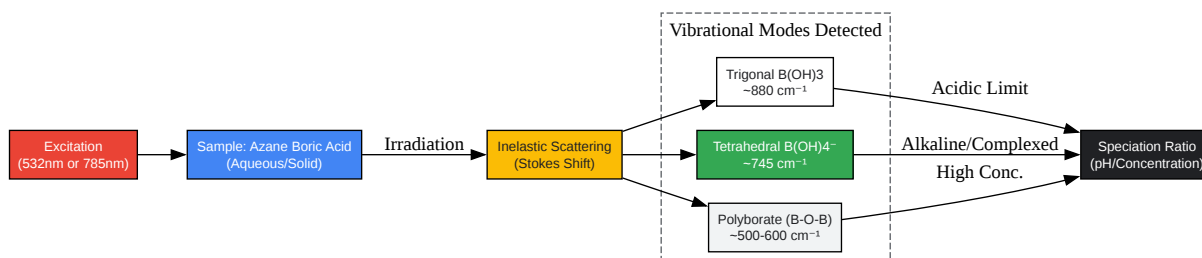 Vibrational Modes Detected
Excitation
(532nm or 785nm)
Sample: Azane Boric Acid
(Aqueous/Solid)
Irradiation
Inelastic Scattering
(Stokes Shift)
Trigonal B(OH)3
~880 cm⁻¹
Tetrahedral B(OH)4⁻
~745 cm⁻¹
Polyborate (B-O-B)
~500-600 cm⁻¹
Acidic Limit
Alkaline/Complexed
High Conc.
Speciation Ratio
(pH/Concentration)